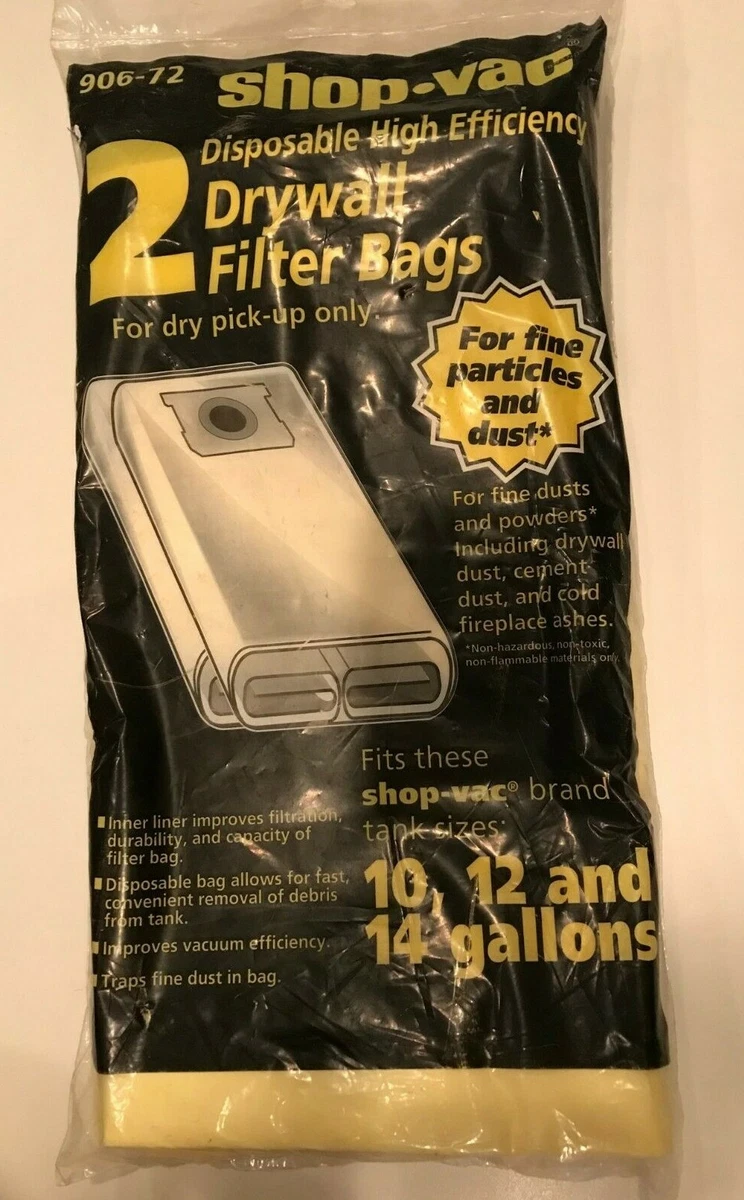 906-72
shop·vac®
2
Disposable High Efficiency
Drywall
Filter Bags
For dry pick-up only.
For fine
particles
and
dust*
For fine dusts
and powders*
Including drywall
dust, cement
dust, and cold
fireplace ashes.
*Non-hazardous, non-toxic,
non-flammable materials only.
Fits these
shop-vac® brand
tank sizes:
10, 12 and
14 gallons
Inner liner improves filtration,
durability, and capacity of
filter bag.
Disposable bag allows for fast,
convenient removal of debris
from tank.
Improves vacuum efficiency.
Traps fine dust in bag.